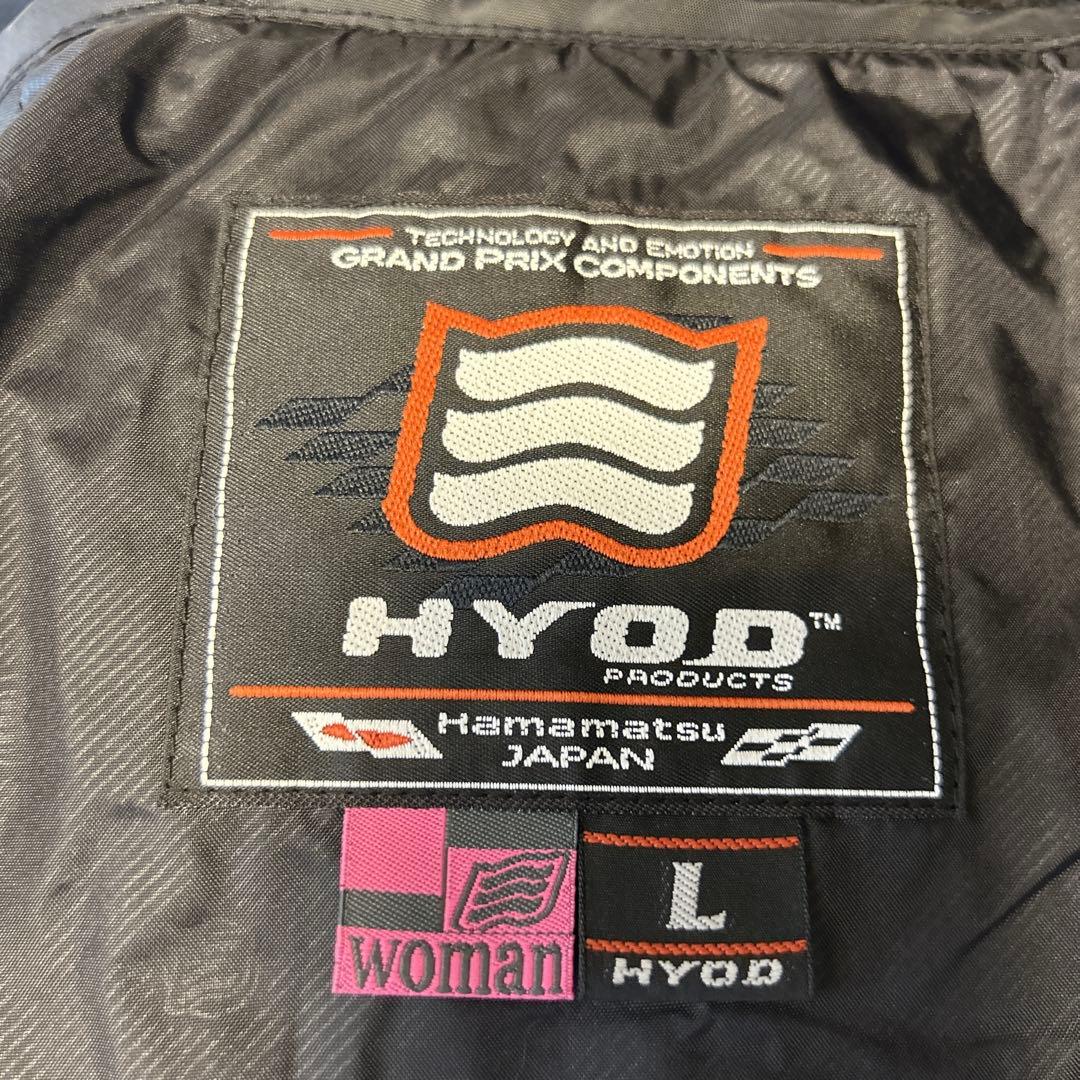 TECHNOLOGY AND EMOTION
GRAND PRIX COMPONENTS
HYOD™
PRODUCTS
Hamamatsu
JAPAN
woman
L
HYOD